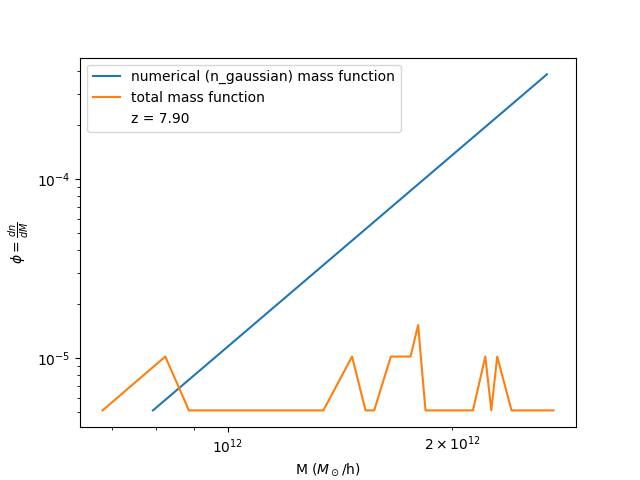 numerical (n_gaussian) mass function
total mass function
z = 7.90
10⁻⁴
10⁻⁵
ϕ = dn/dM
10¹² 2 × 10¹²
M (M⊙/h)